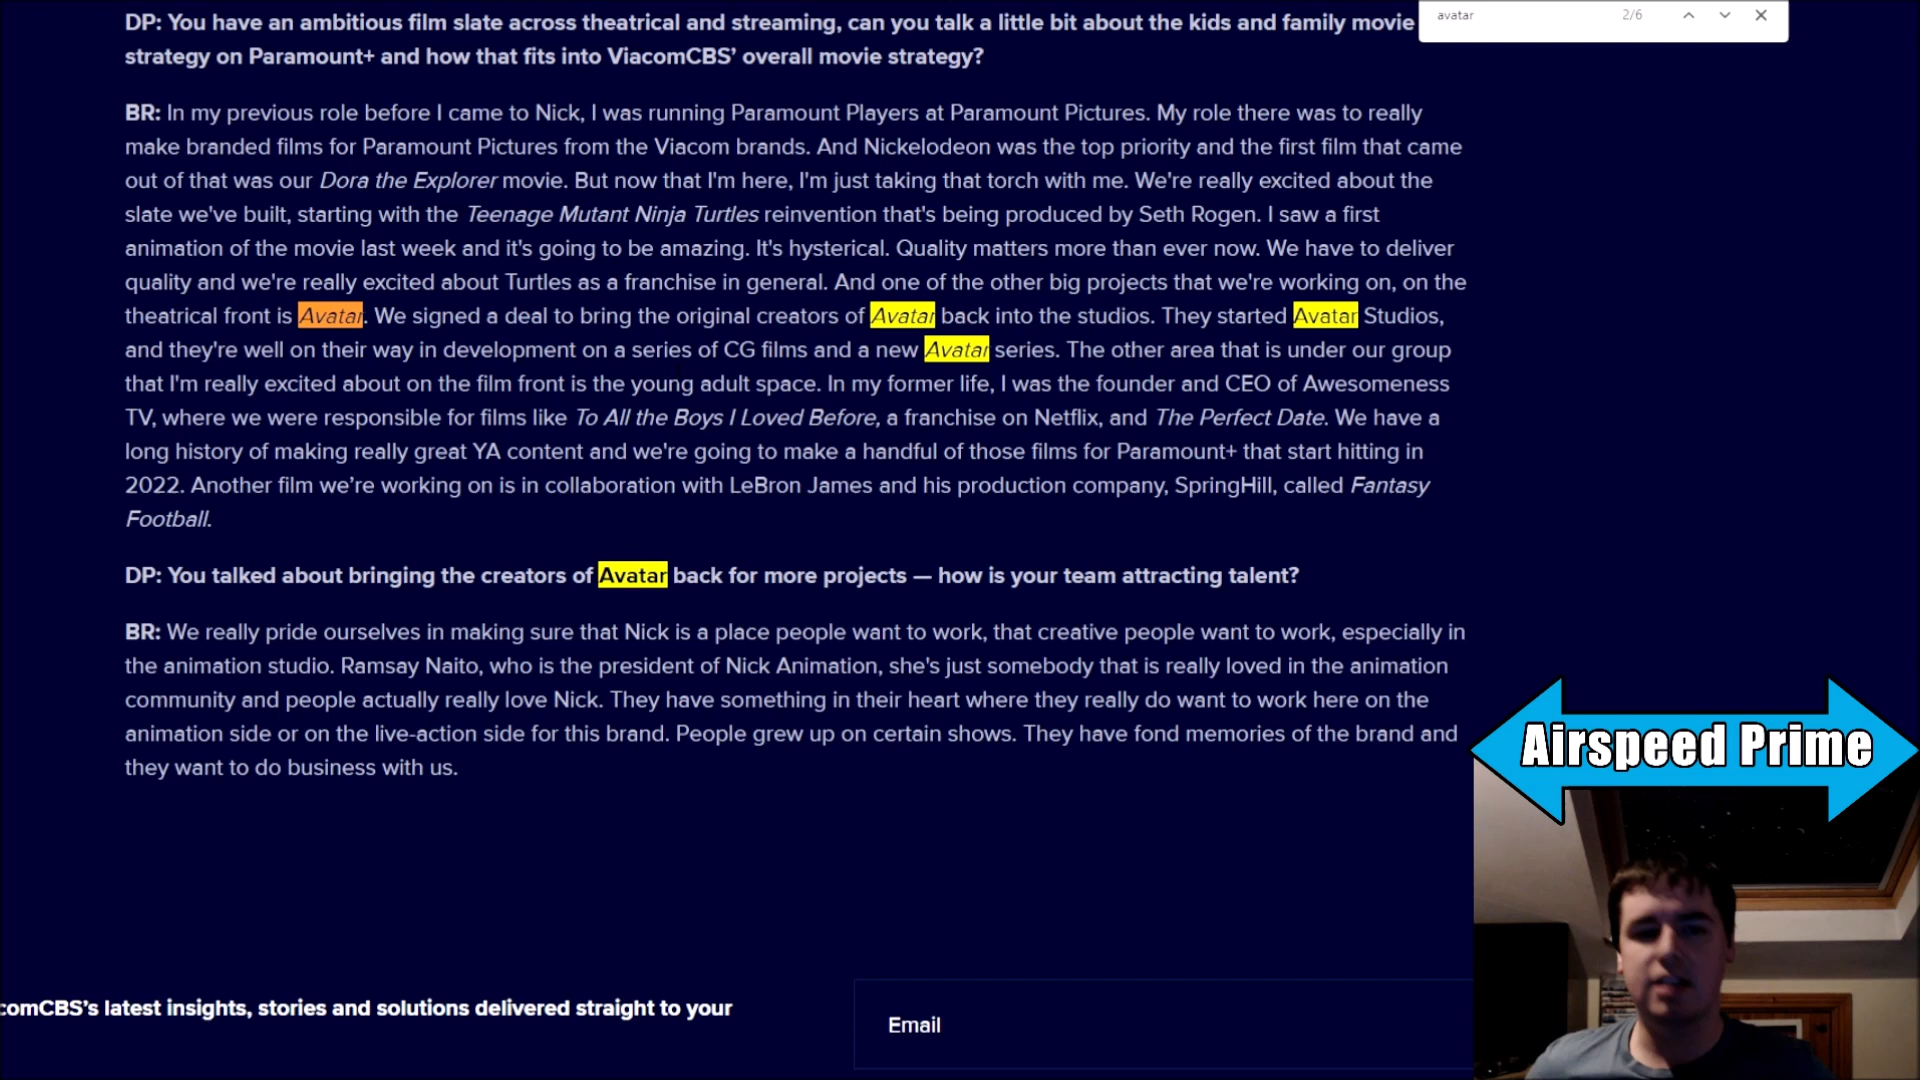 DP: You have an ambitious film slate across theatrical and streaming, can you talk a little bit about the kids and family movie
avatar
2/6
strategy on Paramount+ and how that fits into ViacomCBS' overall movie strategy?
BR: In my previous role before I came to Nick, I was running Paramount Players at Paramount Pictures. My role there was to really
make branded films for Paramount Pictures from the Viacom brands. And Nickelodeon was the top priority and the first film that came
out of that was our Dora the Explorer movie. But now that I'm here, I'm just taking that torch with me. We're really excited about the
slate we've built, starting with the Teenage Mutant Ninja Turtles reinvention that's being produced by Seth Rogen. I saw a first
animation of the movie last week and it's going to be amazing. It's hysterical. Quality matters more than ever now. We have to deliver
quality and we're really excited about Turtles as a franchise in general. And one of the other big projects that we're working on, on the
theatrical front is Avatar. We signed a deal to bring the original creators of Avatar back into the studios. They started Avatar Studios,
and they're well on their way in development on a series of CG films and a new Avatar series. The other area that is under our group
that I'm really excited about on the film front is the young adult space. In my former life, I was the founder and CEO of Awesomeness
TV, where we were responsible for films like To All the Boys I Loved Before, a franchise on Netflix, and The Perfect Date. We have a
long history of making really great YA content and we're going to make a handful of those films for Paramount+ that start hitting in
2022. Another film we're working on is in collaboration with LeBron James and his production company, SpringHill, called Fantasy
Football.
DP: You talked about bringing the creators of Avatar back for more projects — how is your team attracting talent?
BR: We really pride ourselves in making sure that Nick is a place people want to work, that creative people want to work, especially in
the animation studio. Ramsay Naito, who is the president of Nick Animation, she's just somebody that is really loved in the animation
community and people actually really love Nick. They have something in their heart where they really do want to work here on the
animation side or on the live-action side for this brand. People grew up on certain shows. They have fond memories of the brand and
they want to do business with us.
Airspeed Prime
comCBS's latest insights, stories and solutions delivered straight to your
Email